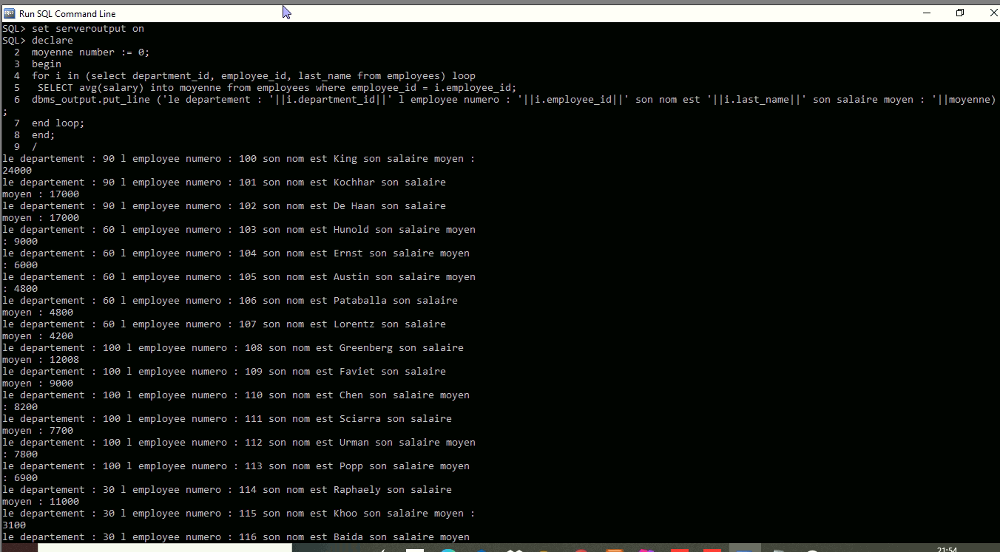 Run SQL Command Line
SQL> set serveroutput on
SQL> declare
  2  moyenne number := 0;
  3  begin
  4  for i in (select department_id, employee_id, last_name from employees) loop
  5   SELECT avg(salary) into moyenne from employees where employee_id = i.employee_id;
  6  dbms_output.put_line ('le departement : '||i.department_id||' l employee numero : '||i.employee_id||' son nom est '||i.last_name||' son salaire moyen : '||moyenne)
;
  7  end loop;
  8  end;
  9  /
le departement : 90 l employee numero : 100 son nom est King son salaire moyen :
24000
le departement : 90 l employee numero : 101 son nom est Kochhar son salaire
moyen : 17000
le departement : 90 l employee numero : 102 son nom est De Haan son salaire
moyen : 17000
le departement : 60 l employee numero : 103 son nom est Hunold son salaire moyen
: 9000
le departement : 60 l employee numero : 104 son nom est Ernst son salaire moyen
: 6000
le departement : 60 l employee numero : 105 son nom est Austin son salaire moyen
: 4800
le departement : 60 l employee numero : 106 son nom est Pataballa son salaire
moyen : 4800
le departement : 60 l employee numero : 107 son nom est Lorentz son salaire
moyen : 4200
le departement : 100 l employee numero : 108 son nom est Greenberg son salaire
moyen : 12008
le departement : 100 l employee numero : 109 son nom est Faviet son salaire
moyen : 9000
le departement : 100 l employee numero : 110 son nom est Chen son salaire moyen
: 8200
le departement : 100 l employee numero : 111 son nom est Sciarra son salaire
moyen : 7700
le departement : 100 l employee numero : 112 son nom est Urman son salaire moyen
: 7800
le departement : 100 l employee numero : 113 son nom est Popp son salaire moyen
: 6900
le departement : 30 l employee numero : 114 son nom est Raphaely son salaire
moyen : 11000
le departement : 30 l employee numero : 115 son nom est Khoo son salaire moyen :
3100
le departement : 30 l employee numero : 116 son nom est Baida son salaire moyen
21:54